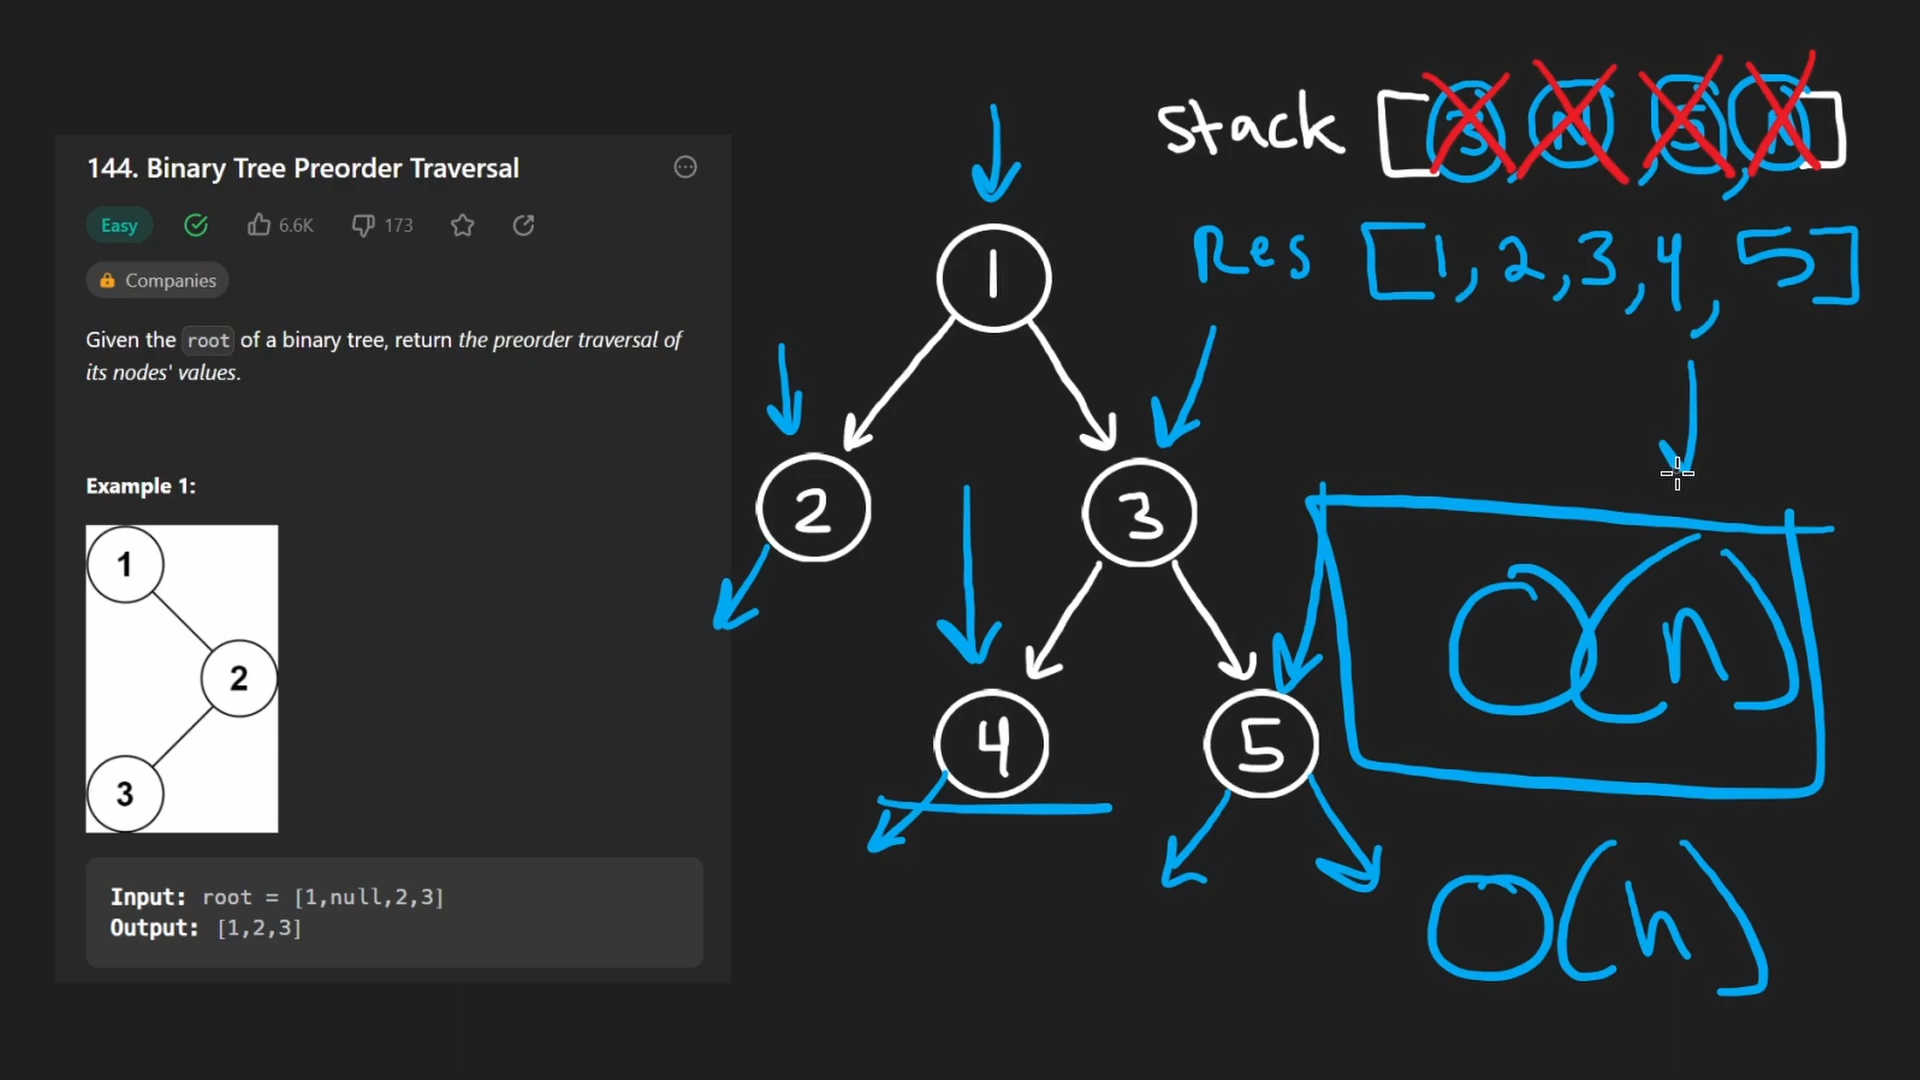 144. Binary Tree Preorder Traversal
Easy 6.6K 173
Companies
Given the root of a binary tree, return the preorder traversal of
its nodes' values.
Example 1:
1
2
3
Input: root = [1,null,2,3]
Output: [1,2,3]
stack [3, N, 5, N]
Res [1, 2, 3, 4, 5]
1
2
3
4
5
O(n)
O(h)